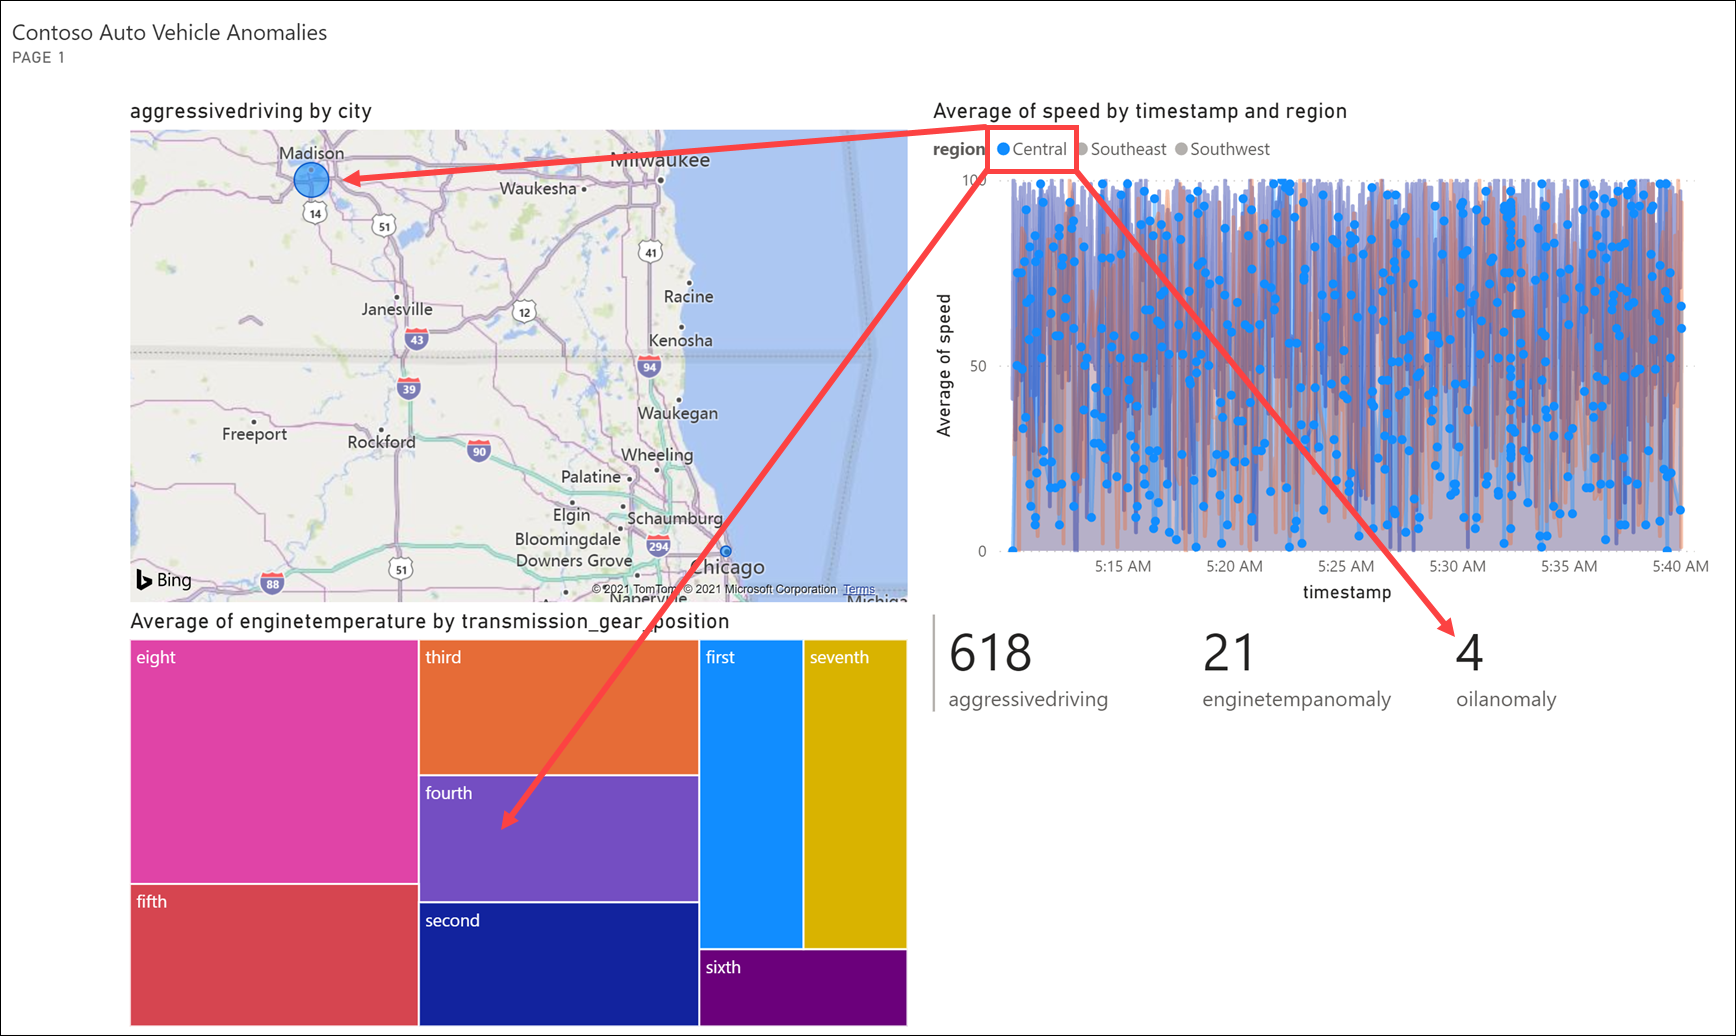 Contoso Auto Vehicle Anomalies
PAGE 1
aggressivedriving by city
Madison
Milwaukee
Waukesha
14
51
41
Racine
Janesville
12
43
Kenosha
94
39
Waukegan
Freeport
Rockford
90
Wheeling
Palatine
Elgin
Schaumburg
Bloomingdale
294
Downers Grove
51
Chicago
Bing
88
© 2021 TomTom, © 2021 Microsoft Corporation Terms
Naperville
Michiga
Average of speed by timestamp and region
region Central Southeast Southwest
100
50
0
Average of speed
5:15 AM 5:20 AM 5:25 AM 5:30 AM 5:35 AM 5:40 AM
timestamp
Average of enginetemperature by transmission_gear_position
eight
third
first
seventh
fourth
fifth
second
sixth
618 21 4
aggressivedriving enginetempanomaly oilanomaly